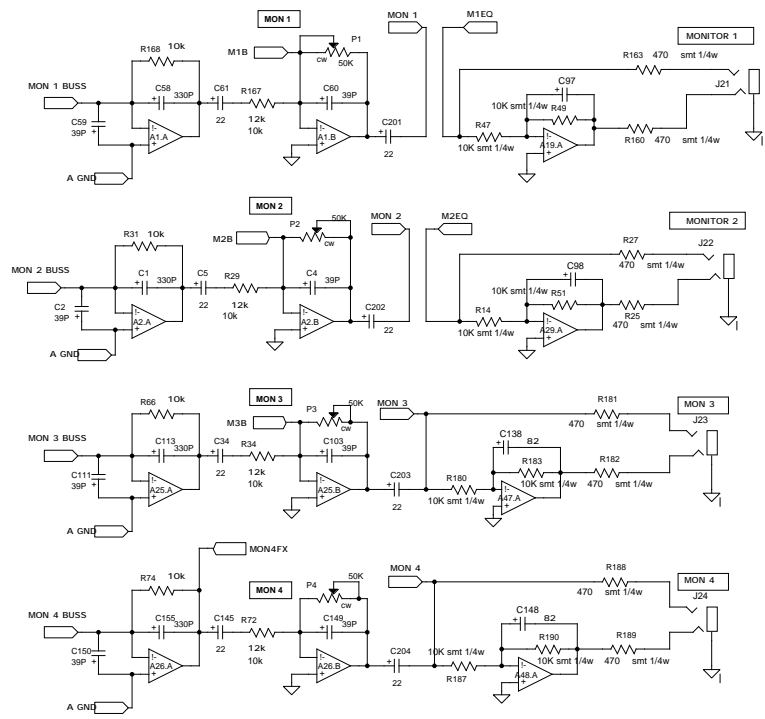 MON 1
MON 1
M1EQ
MONITOR 1
R168
10k
M1B
P1
cw
50K
R163
470
smt 1/4w
J21
MON 1 BUSS
C58
330P
C61
22
R167
12k
10k
C60
39P
C201
22
C97
10K smt 1/4w
R49
R47
10K smt 1/4w
!-
+
A19.A
R160
470
smt 1/4w
C59
39P
!-
+
A1.A
!-
+
A1.B
A GND
MON 2
MON 2
M2EQ
MONITOR 2
R31
10k
M2B
P2
50K
cw
R27
470
smt 1/4w
J22
MON 2 BUSS
C1
330P
C5
22
R29
12k
10k
C4
39P
C202
22
C98
10K smt 1/4w
R51
R14
10K smt 1/4w
!-
+
A29.A
R25
470
smt 1/4w
C2
39P
!-
+
A2.A
!-
+
A2.B
A GND
MON 3
MON 3
MON 3
R66
10k
M3B
P3
50K
cw
R181
470
smt 1/4w
J23
MON 3 BUSS
C113
330P
C34
22
R34
12k
10k
C103
39P
C203
22
C138
82
R183
10K smt 1/4w
R180
10K smt 1/4w
!-
+
A47.A
R182
470
smt 1/4w
C111
39P
!-
+
A25.A
!-
+
A25.B
A GND
MON4FX
MON 4
MON 4
MON 4
R74
10k
P4
50K
cw
R188
470
smt 1/4w
J24
MON 4 BUSS
C155
330P
C145
22
R72
12k
10k
C149
39P
C204
22
C148
82
R190
10K smt 1/4w
10K smt 1/4w
R187
!-
+
A48.A
R189
470
smt 1/4w
C150
39P
!-
+
A26.A
!-
+
A26.B
A GND